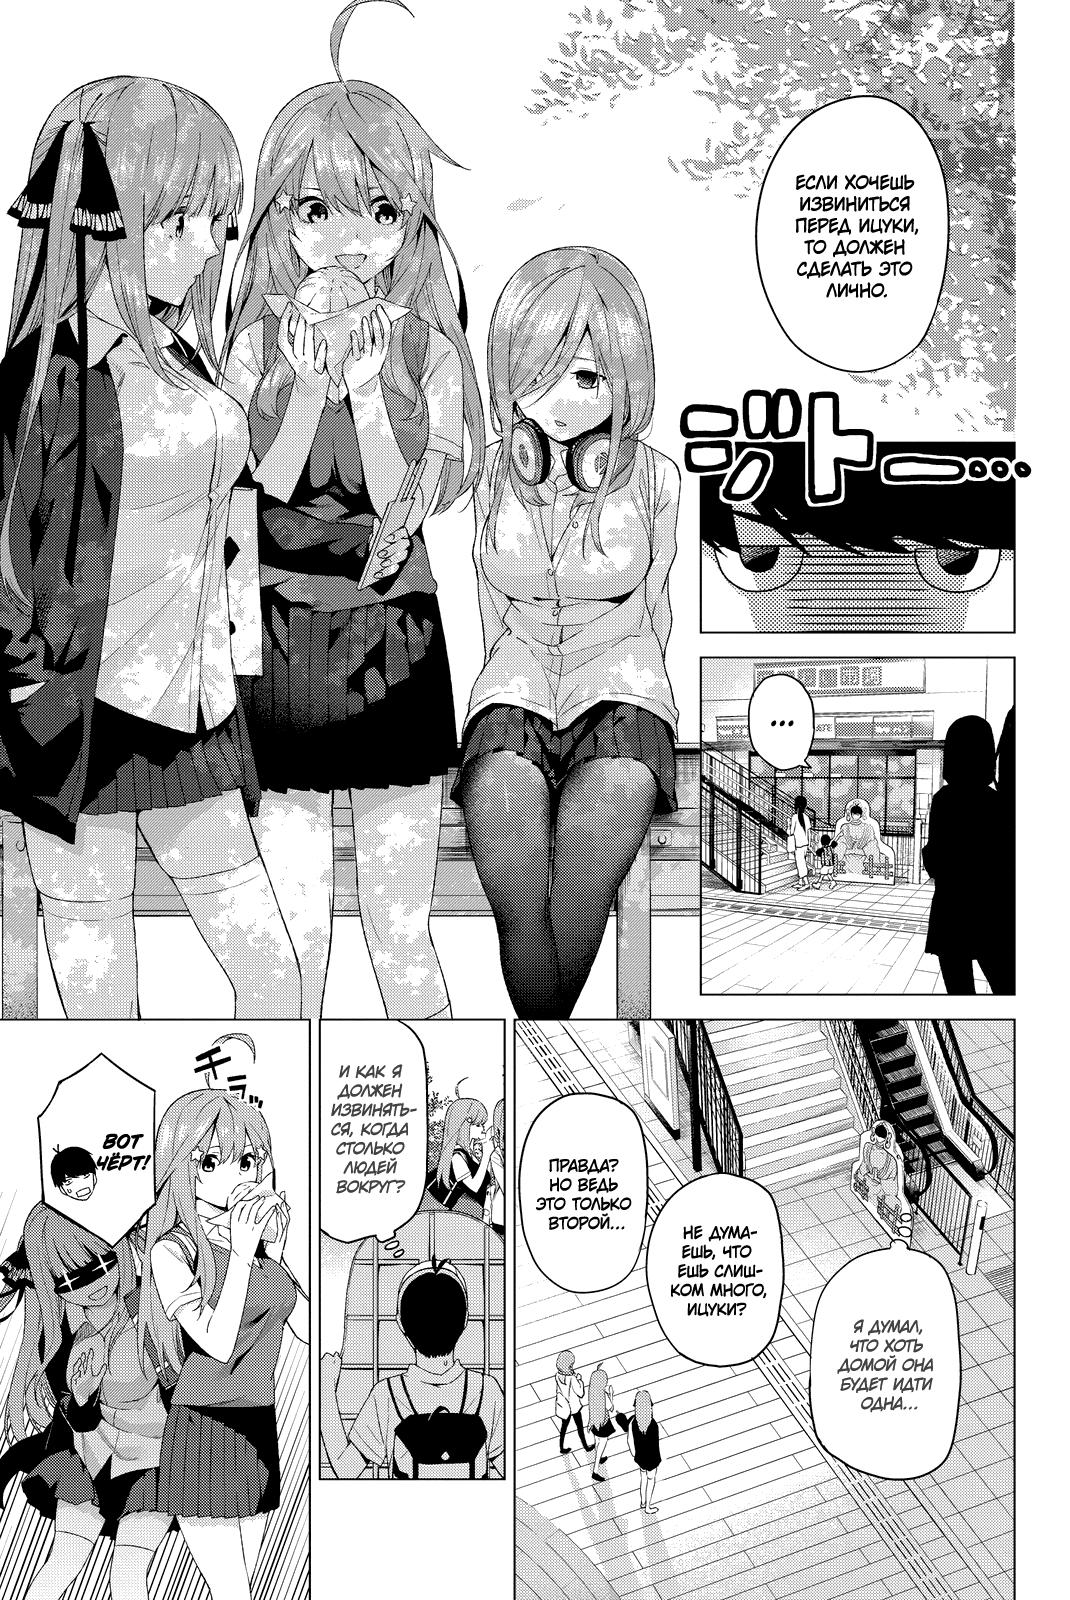 ЕСЛИ ХОЧЕШЬ
ИЗВИНИТЬСЯ
ПЕРЕД ИЦУКИ,
ТО ДОЛЖЕН
СДЕЛАТЬ ЭТО
ЛИЧНО.
ジトー…
...
Я ДУМАЛ,
ЧТО ХОТЬ
ДОМОЙ ОНА
БУДЕТ ИДТИ
ОДНА...
НЕ ДУМА-
ЕШЬ, ЧТО
ЕШЬ СЛИШ-
КОМ МНОГО,
ИЦУКИ?
ПРАВДА?
НО ВЕДЬ
ЭТО ТОЛЬКО
ВТОРОЙ...
И КАК Я
ДОЛЖЕН
ИЗВИНЯТЬ-
СЯ, КОГДА
СТОЛЬКО
ЛЮДЕЙ
ВОКРУГ?
チラッ
ВОТ
ЧЁРТ!